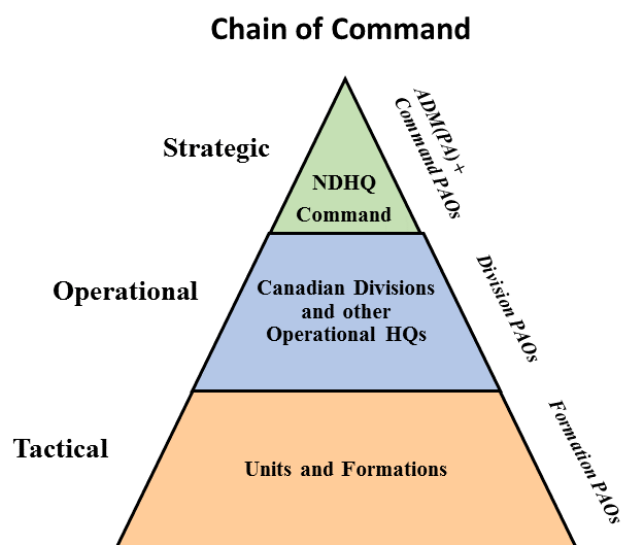 Chain of Command
Strategic
NDHQ
Command
ADM(PA) +
Command PAOs
Operational
Canadian Divisions
and other
Operational HQs
Division PAOs
Tactical
Units and Formations
Formation PAOs